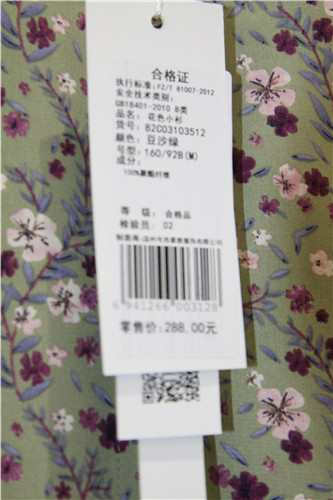 合格证
执行标准:FZ/T 81007-2012
安全技术类别:
GB18401-2010 B类
品名: 花色小衫
货号: 82C03103512
颜色: 豆沙绿
号型: 160/92B(M)
成分:
100%聚酯纤维
等 级: 合格品
检验员: 02
6 941266 003128
零售价: 288.00元